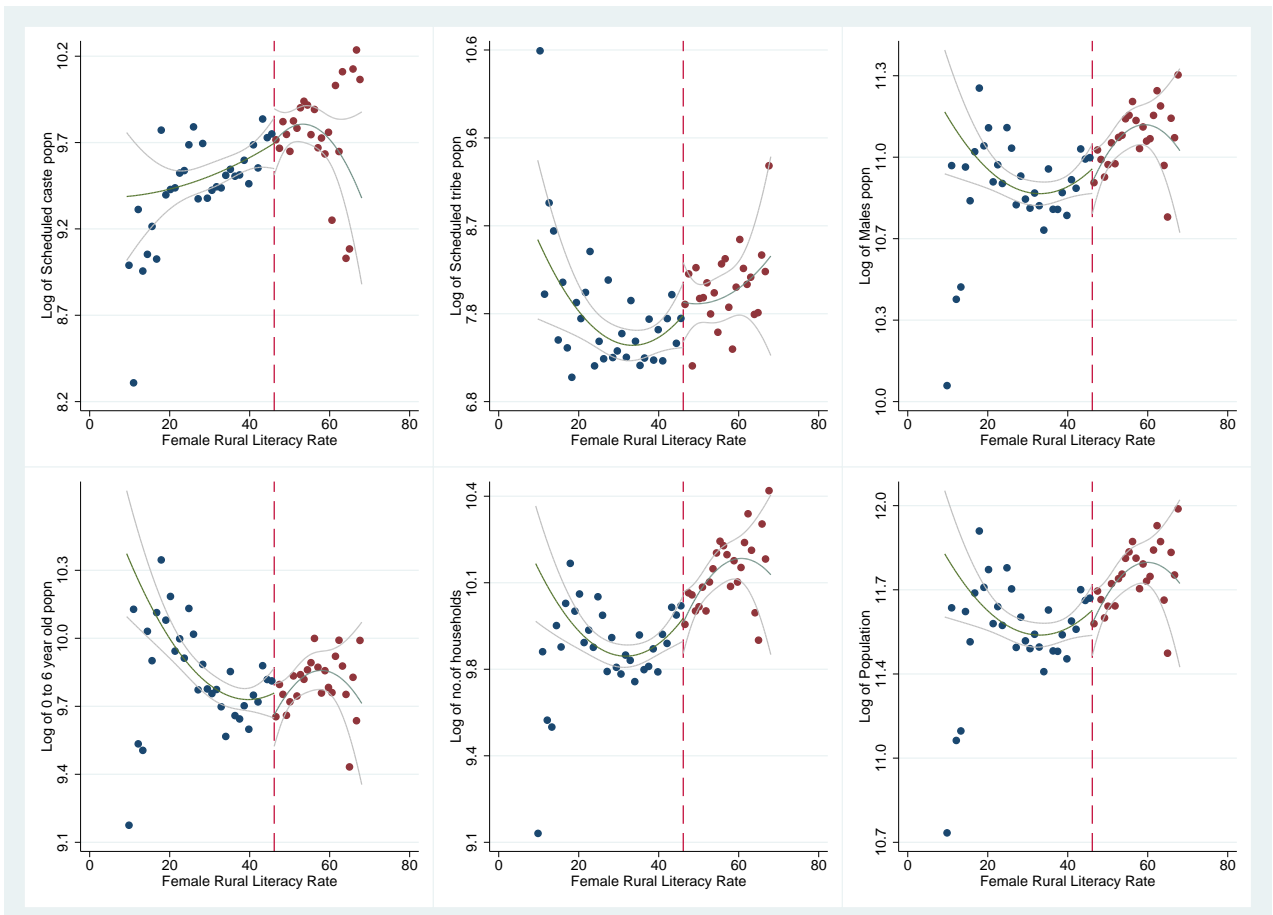 Log of Scheduled caste popn
10.2
9.7
9.2
8.7
8.2
0 20 40 60 80
Female Rural Literacy Rate
Log of Scheduled tribe popn
10.6
9.6
8.7
7.8
6.8
0 20 40 60 80
Female Rural Literacy Rate
Log of Males popn
11.3
11.0
10.7
10.3
10.0
0 20 40 60 80
Female Rural Literacy Rate
Log of 0 to 6 year old popn
10.3
10.0
9.7
9.4
9.1
0 20 40 60 80
Female Rural Literacy Rate
Log of no.of households
10.4
10.1
9.8
9.4
9.1
0 20 40 60 80
Female Rural Literacy Rate
Log of Population
12.0
11.7
11.4
11.0
10.7
0 20 40 60 80
Female Rural Literacy Rate